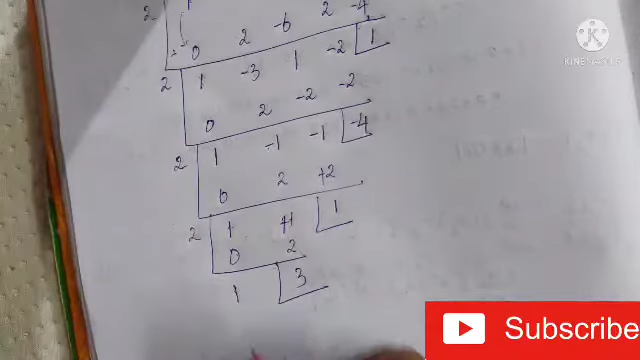 2 1
0 2 -6 2 -4
2 1 -3 1 -2 1
0 2 -2 -2
2 1 -1 -1 -4
0 2 +2
2 1 +1 1
0 2
1 3
KINEMASTER
Subscribe